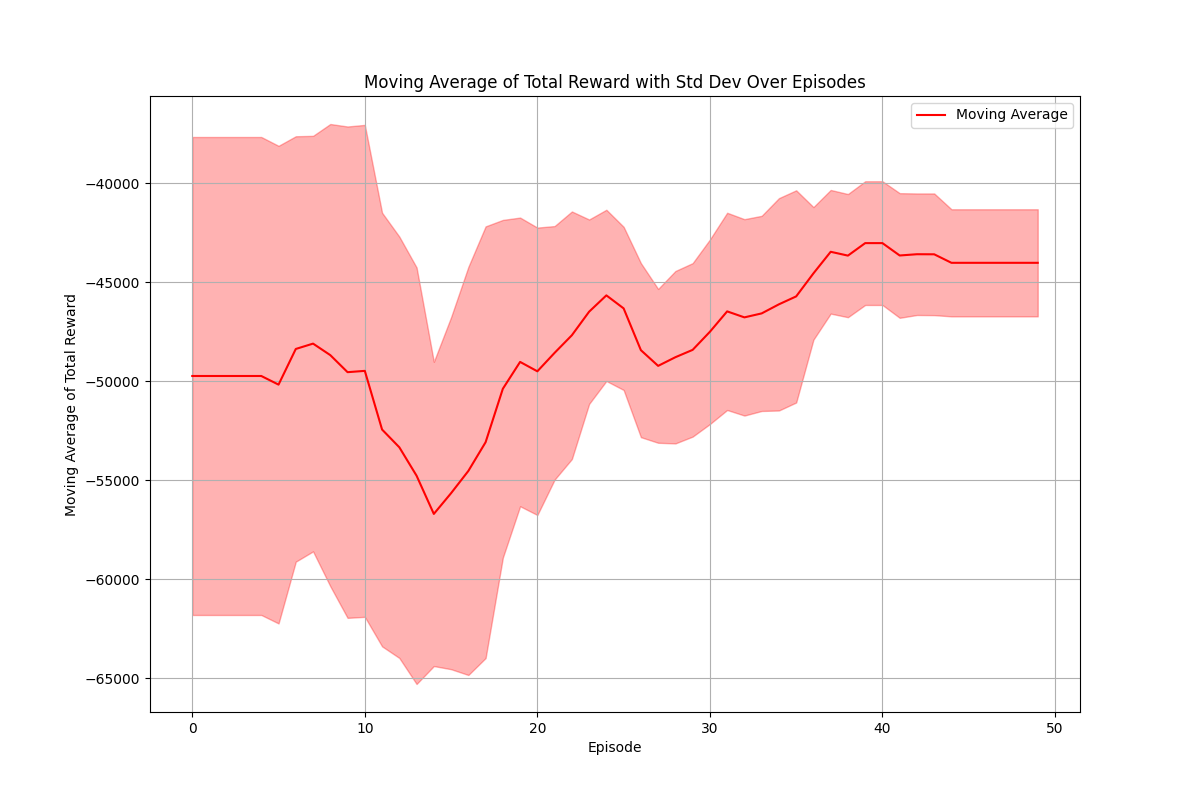 Moving Average of Total Reward with Std Dev Over Episodes
Moving Average
−40000
−45000
−50000
−55000
−60000
−65000
Moving Average of Total Reward
0 10 20 30 40 50
Episode